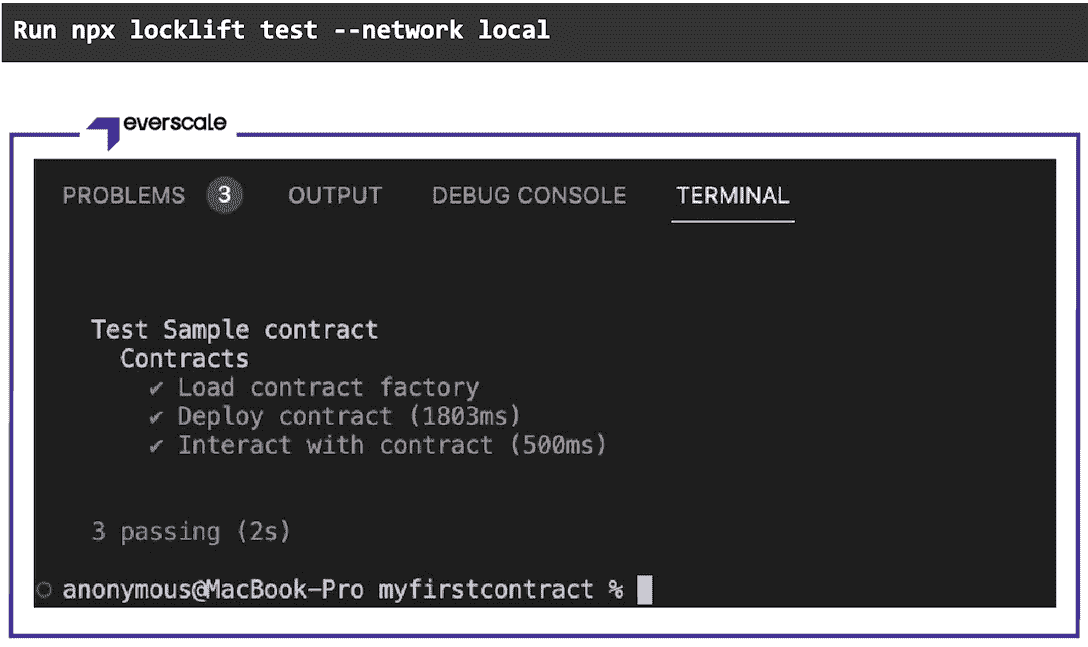 Run npx locklift test --network local
everscale
PROBLEMS 3 OUTPUT DEBUG CONSOLE TERMINAL
Test Sample contract
Contracts
✔ Load contract factory
✔ Deploy contract (1803ms)
✔ Interact with contract (500ms)
3 passing (2s)
anonymous@MacBook-Pro myfirstcontract %